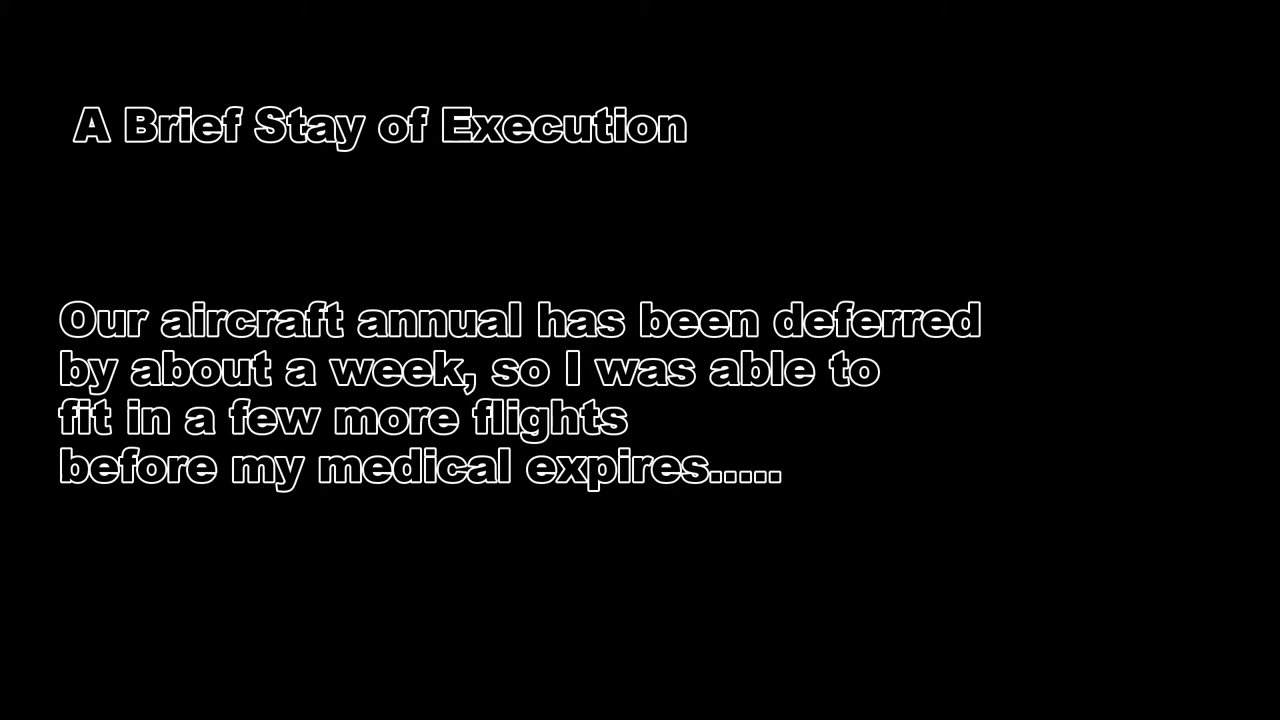 A Brief Stay of Execution
Our aircraft annual has been deferred
by about a week, so I was able to
fit in a few more flights
before my medical expires.....